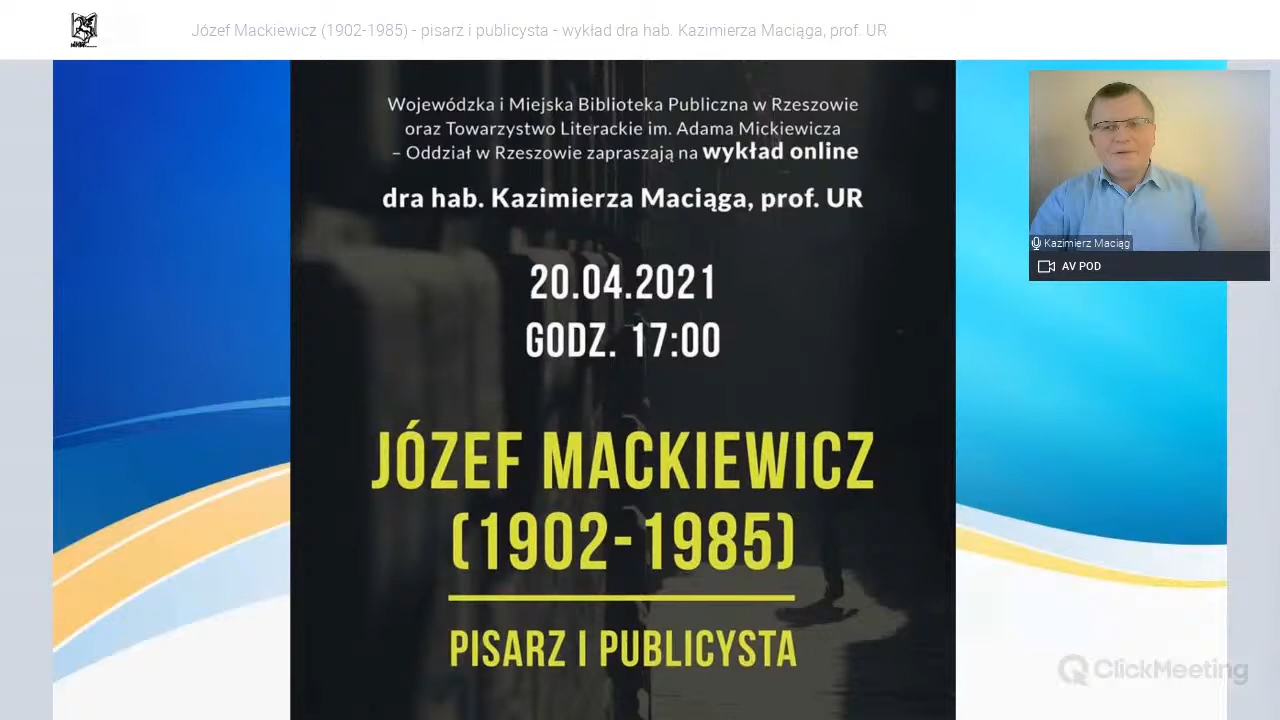 Józef Mackiewicz (1902-1985) - pisarz i publicysta - wykład dra hab. Kazimierza Maciąga, prof. UR
Wojewódzka i Miejska Biblioteka Publiczna w Rzeszowie
oraz Towarzystwo Literackie im. Adama Mickiewicza
– Oddział w Rzeszowie zapraszają na wykład online
dra hab. Kazimierza Maciąga, prof. UR
20.04.2021
GODZ. 17:00
JÓZEF MACKIEWICZ
(1902-1985)
PISARZ I PUBLICYSTA
Kazimierz Maciąg
AV POD
ClickMeeting